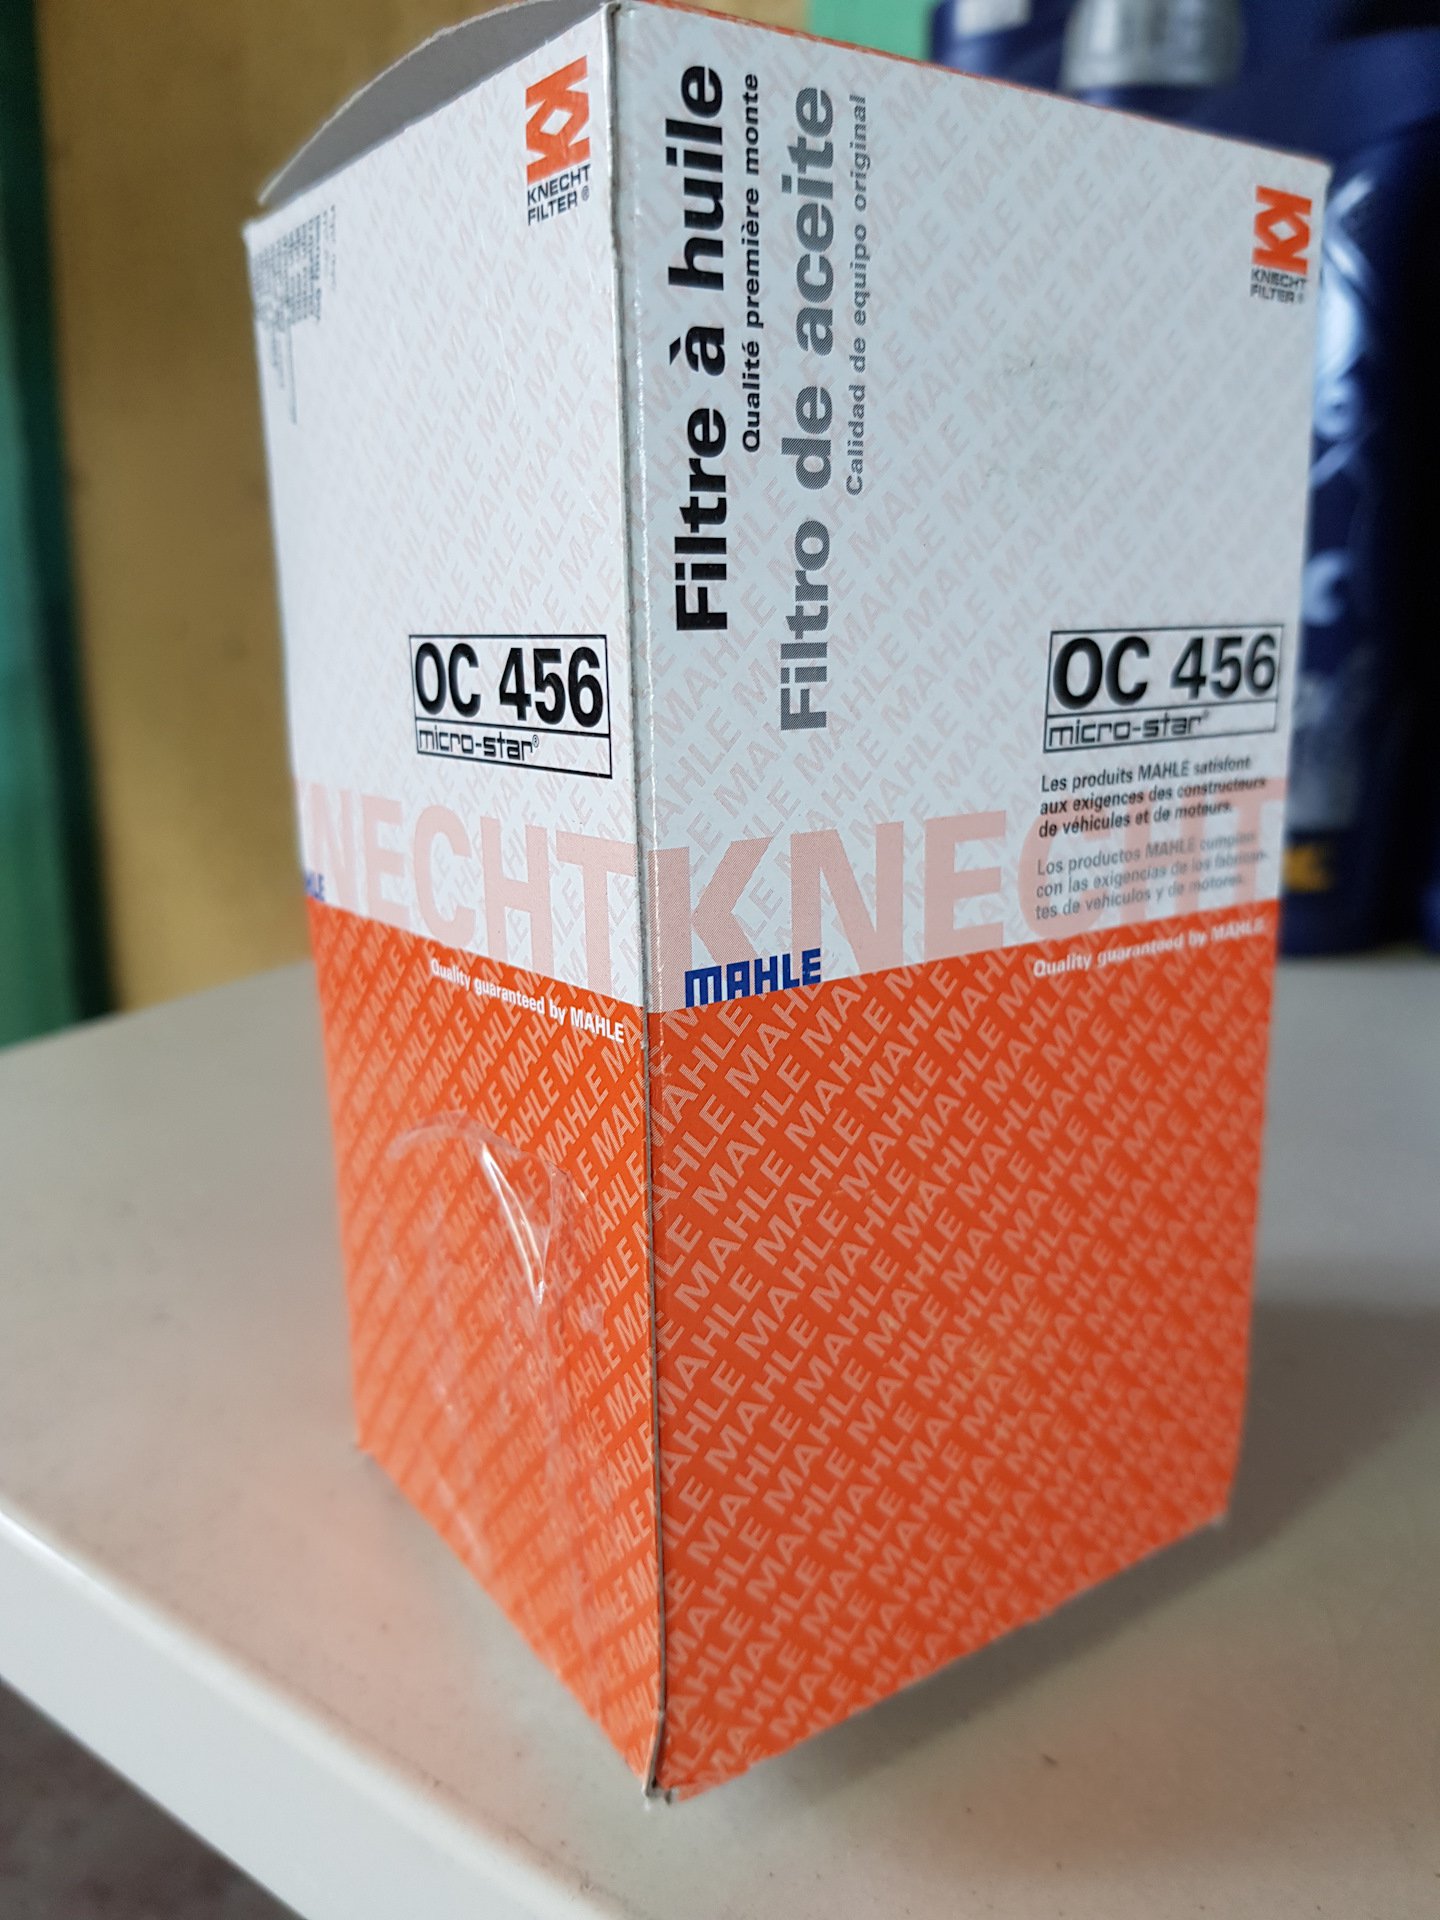 KNECHT
FILTER®
OC 456
micro-star®
KNECHT
Quality guaranteed by MAHLE
Filtre à huile
Qualité première monte
Filtro de aceite
Calidad de equipo original
KNECHT
FILTER®
OC 456
micro-star®
Les produits MAHLE satisfont
aux exigences des constructeurs
de véhicules et de moteurs.
Los productos MAHLE cumplen
con las exigencias de los fabrican-
tes de vehículos y de motores.
KNECHT
MAHLE
Quality guaranteed by MAHLE